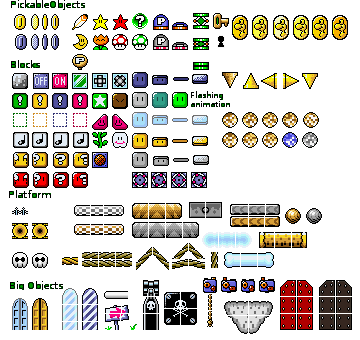 PickableObjects
P
P
P
Blocks
OFF
ON
Flashing
animation
Platform
Big Objects